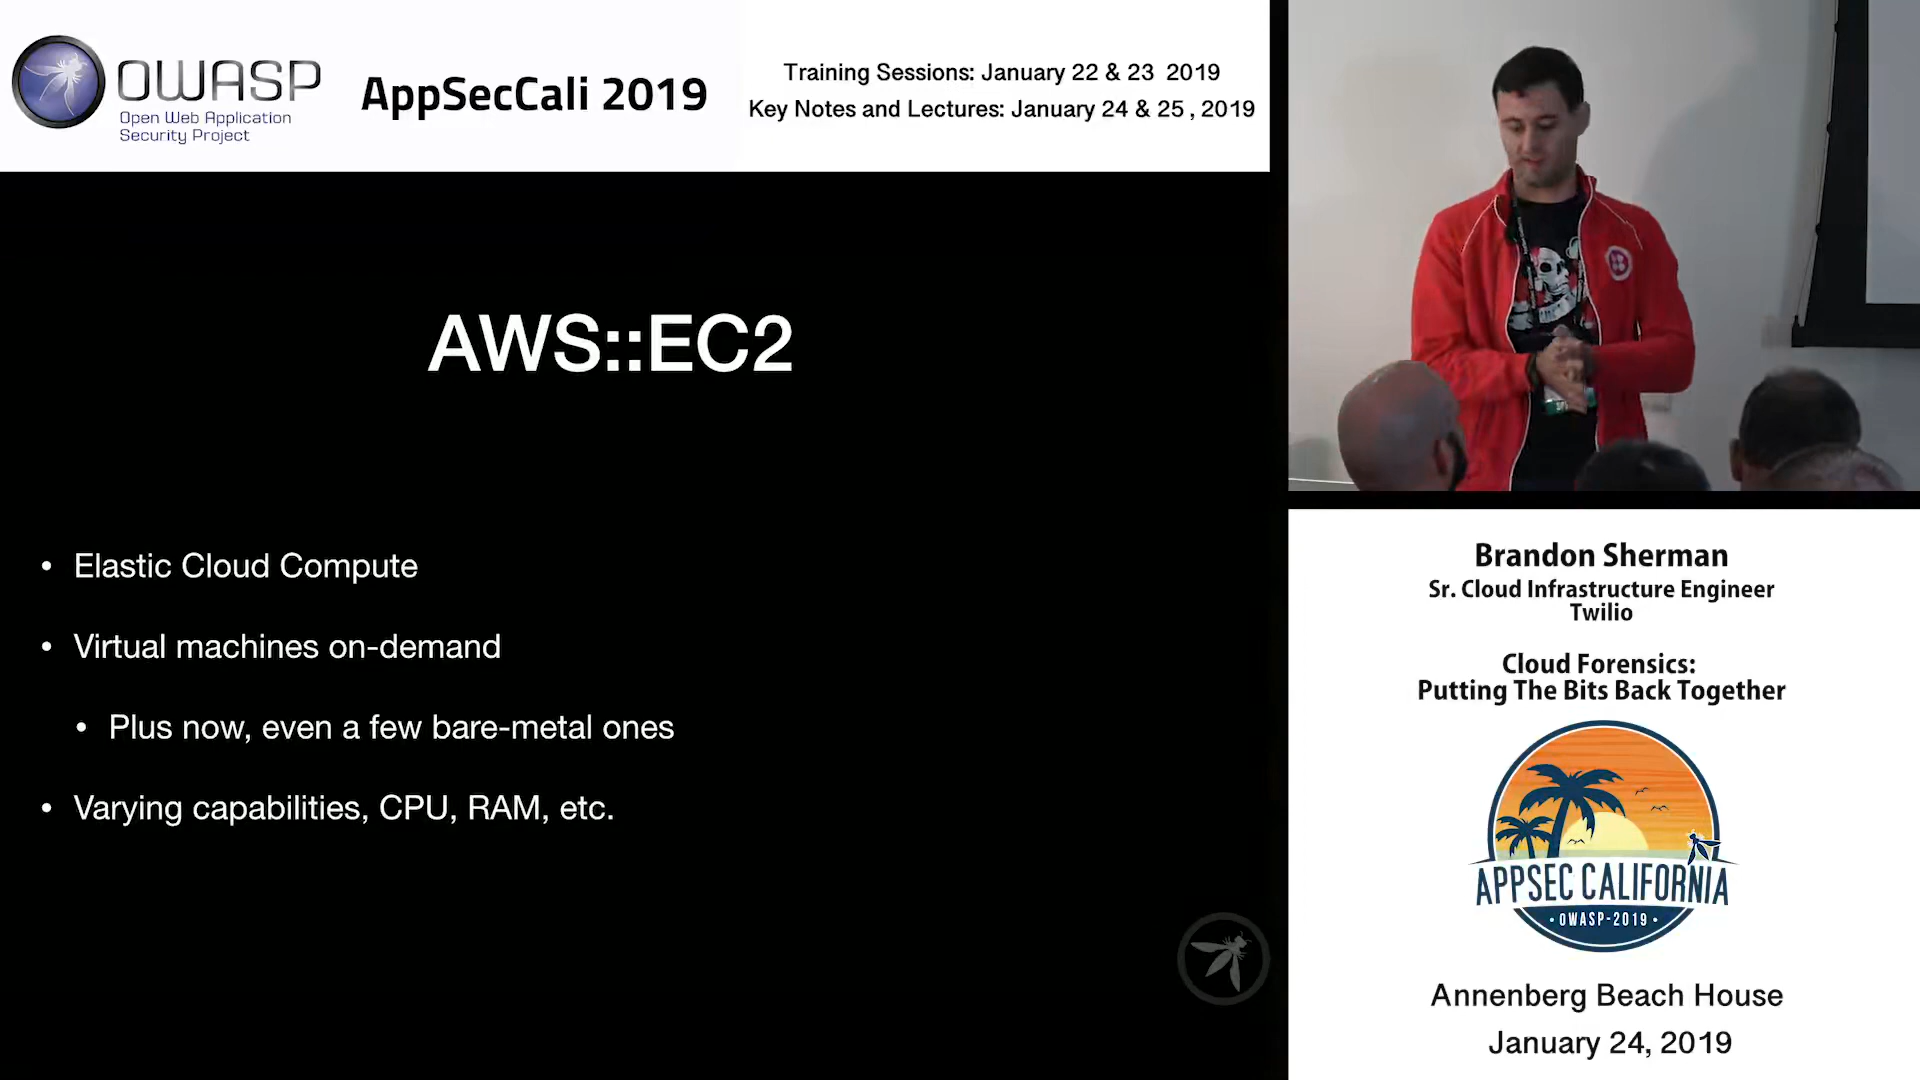 OWASP
Open Web Application
Security Project
AppSecCali 2019
Training Sessions: January 22 & 23 2019
Key Notes and Lectures: January 24 & 25 , 2019
AWS::EC2
• Elastic Cloud Compute
• Virtual machines on-demand
• Plus now, even a few bare-metal ones
• Varying capabilities, CPU, RAM, etc.
Brandon Sherman
Sr. Cloud Infrastructure Engineer
Twilio
Cloud Forensics:
Putting The Bits Back Together
APPSEC CALIFORNIA
• OWASP-2019 •
Annenberg Beach House
January 24, 2019